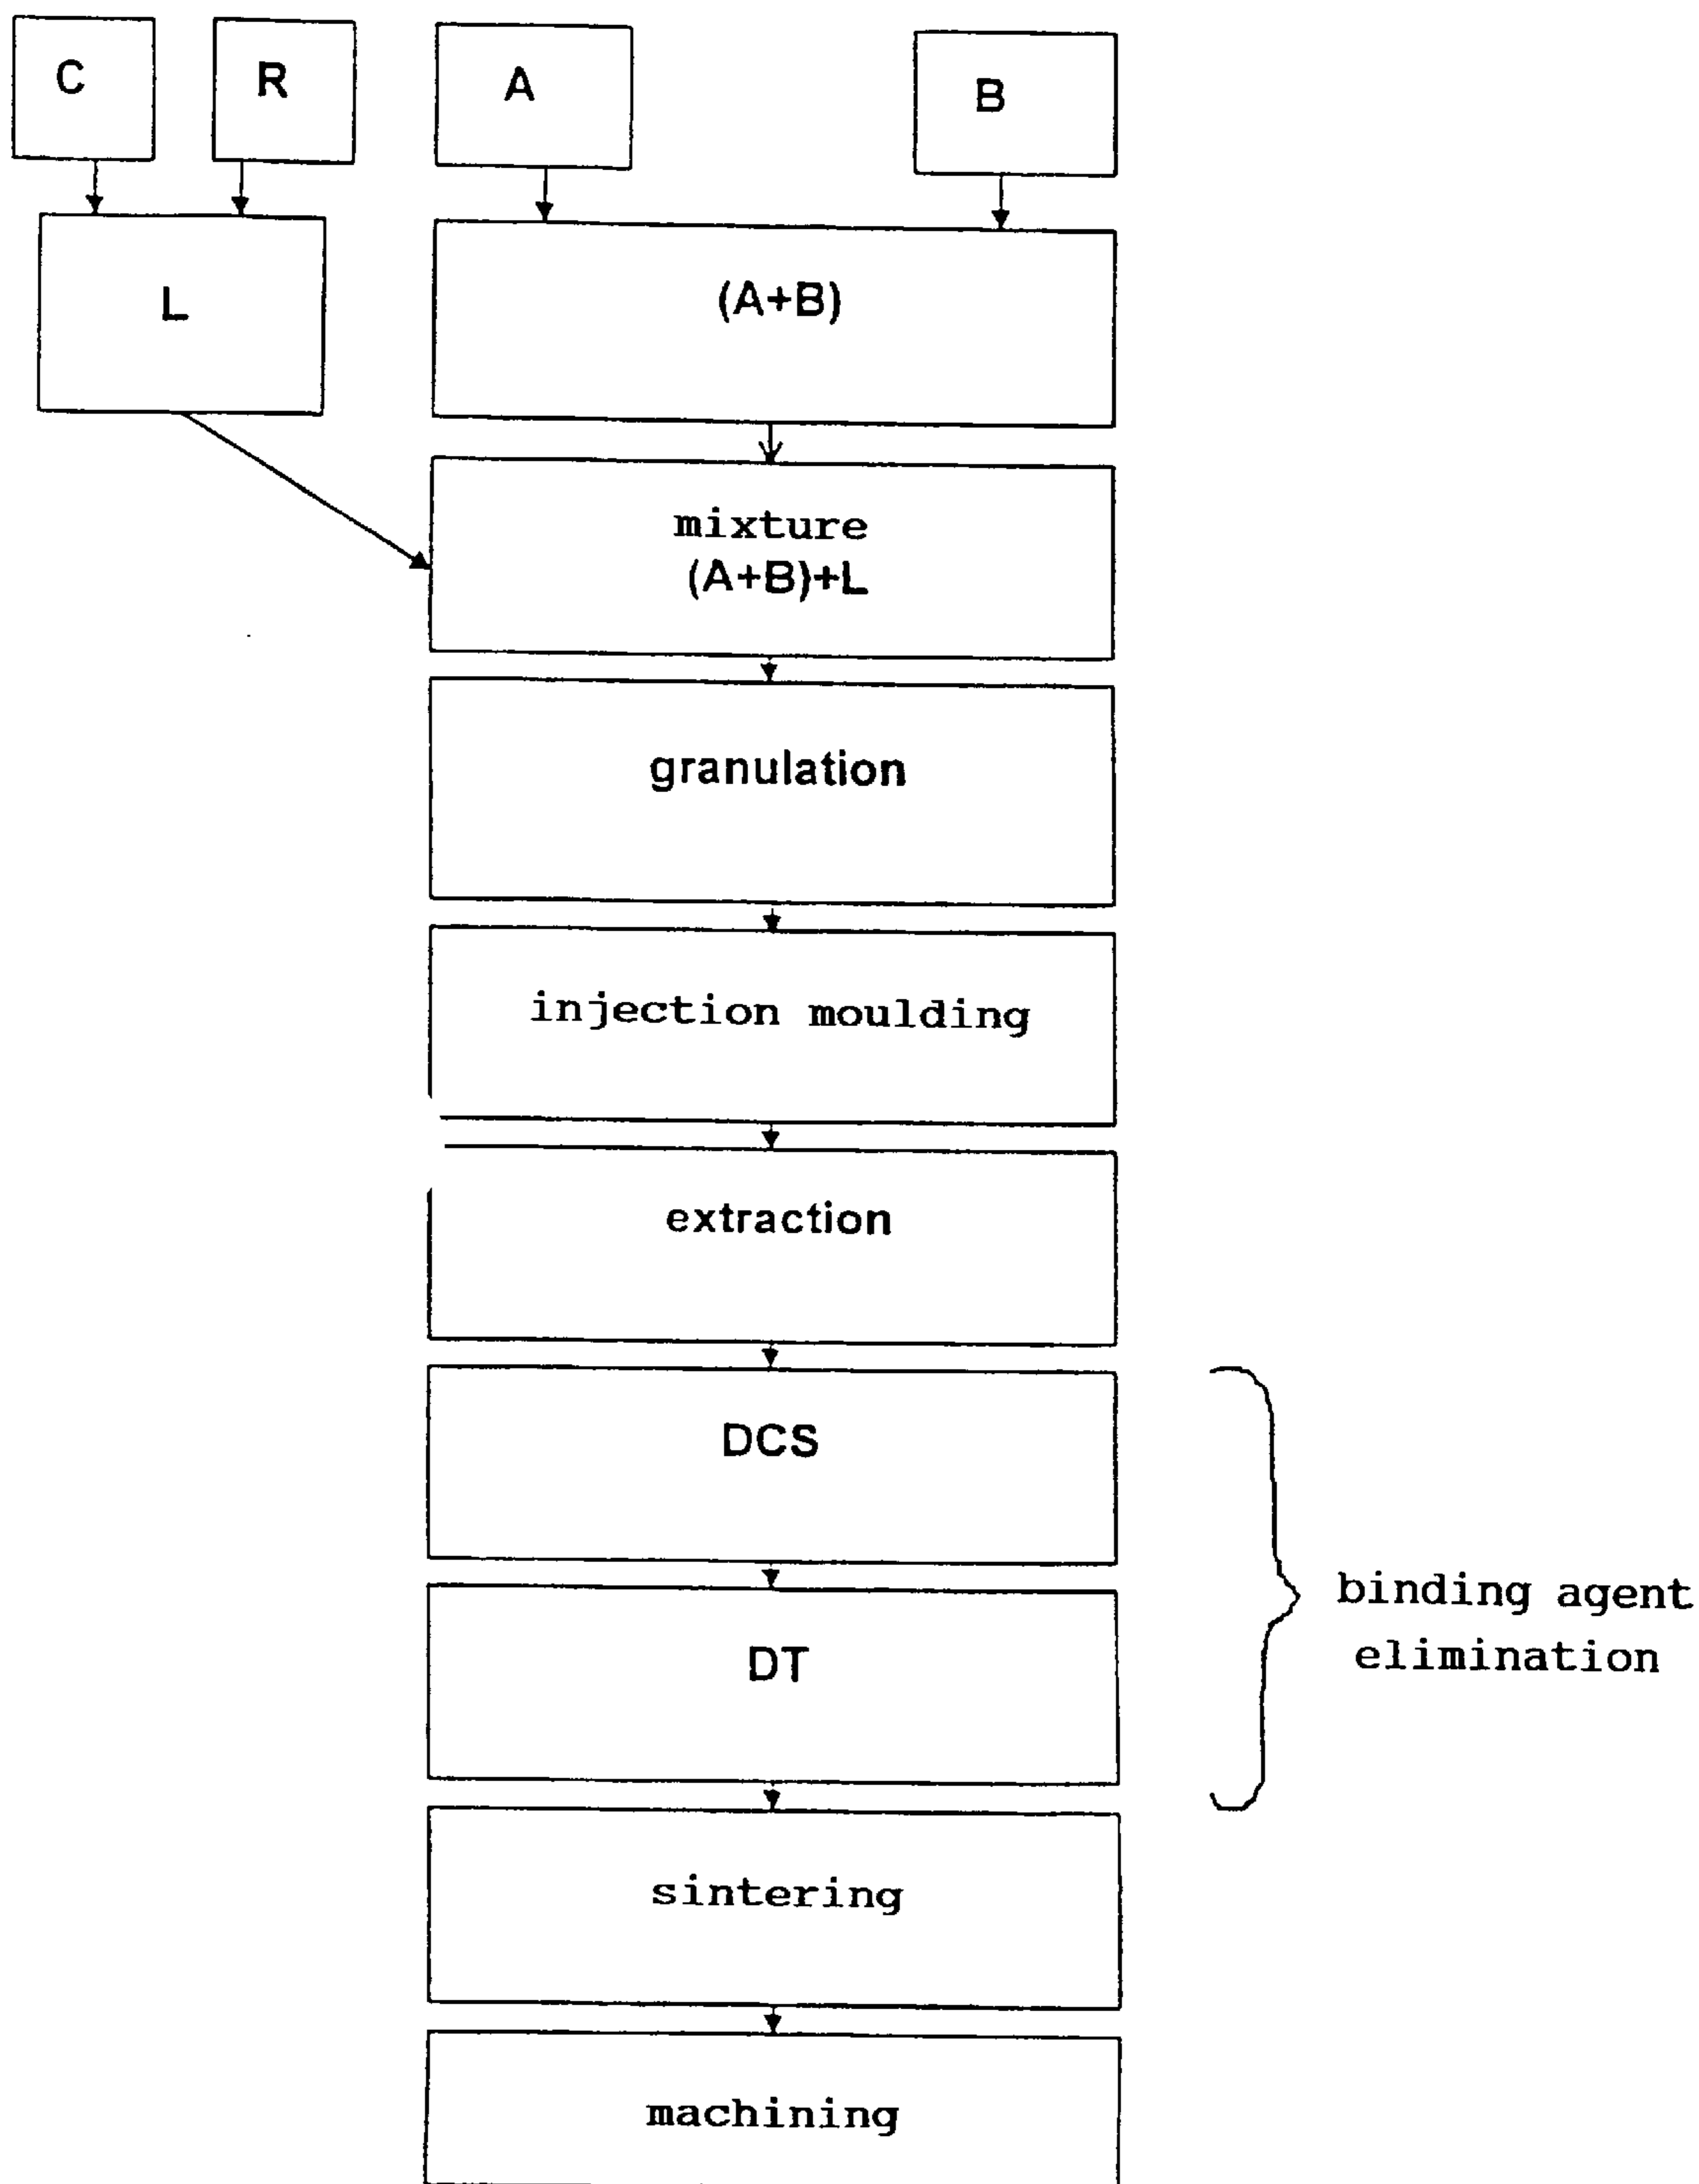 C
R
A
B
L
(A+B)
mixture
(A+B)+L
granulation
injection moulding
extraction
DCS
DT
binding agent
elimination
sintering
machining